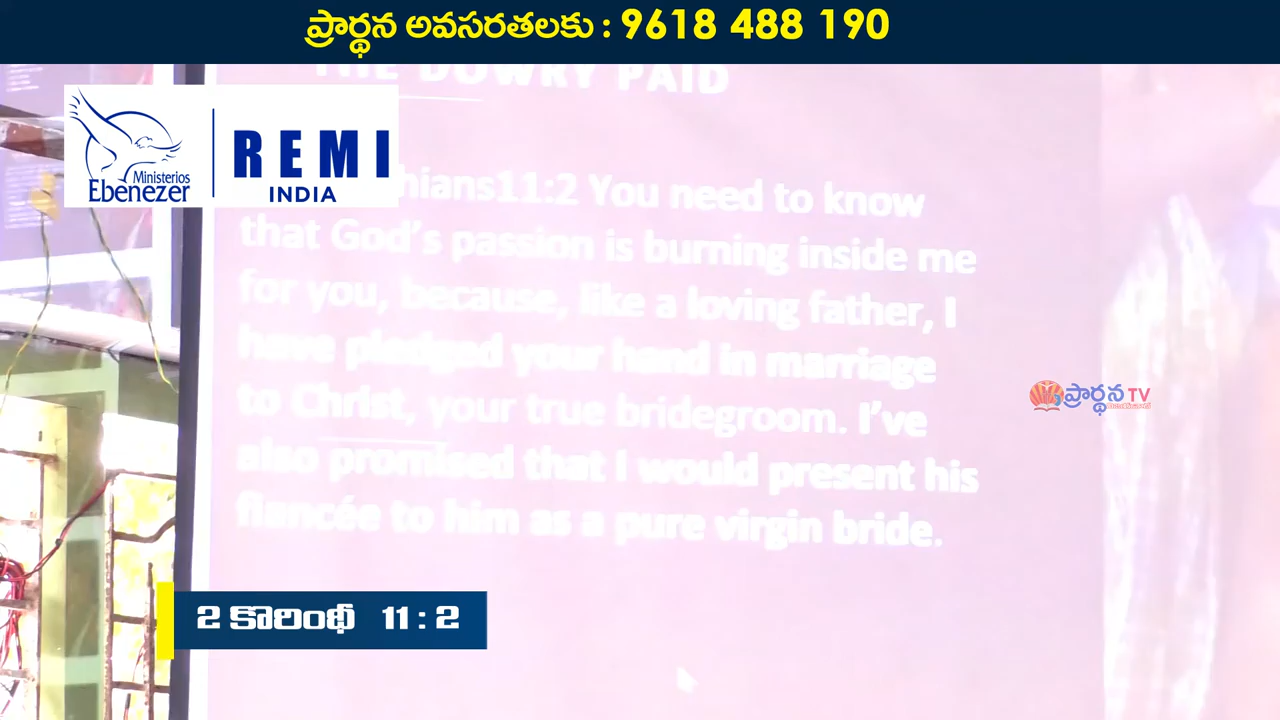 ప్రార్థన అవసరతలకు : 9618 488 190
THE DOWRY PAID
Ministerios
Ebenezer
REMI
INDIA
hians11:2 You need to know
that God's passion is burning inside me
for you, because, like a loving father, I
have pledged your hand in marriage
to Christ your true bridegroom. I've
also promised that I would present his
fiancée to him as a pure virgin bride.
ప్రార్థన TV
2 కొరింథీ 11 : 2